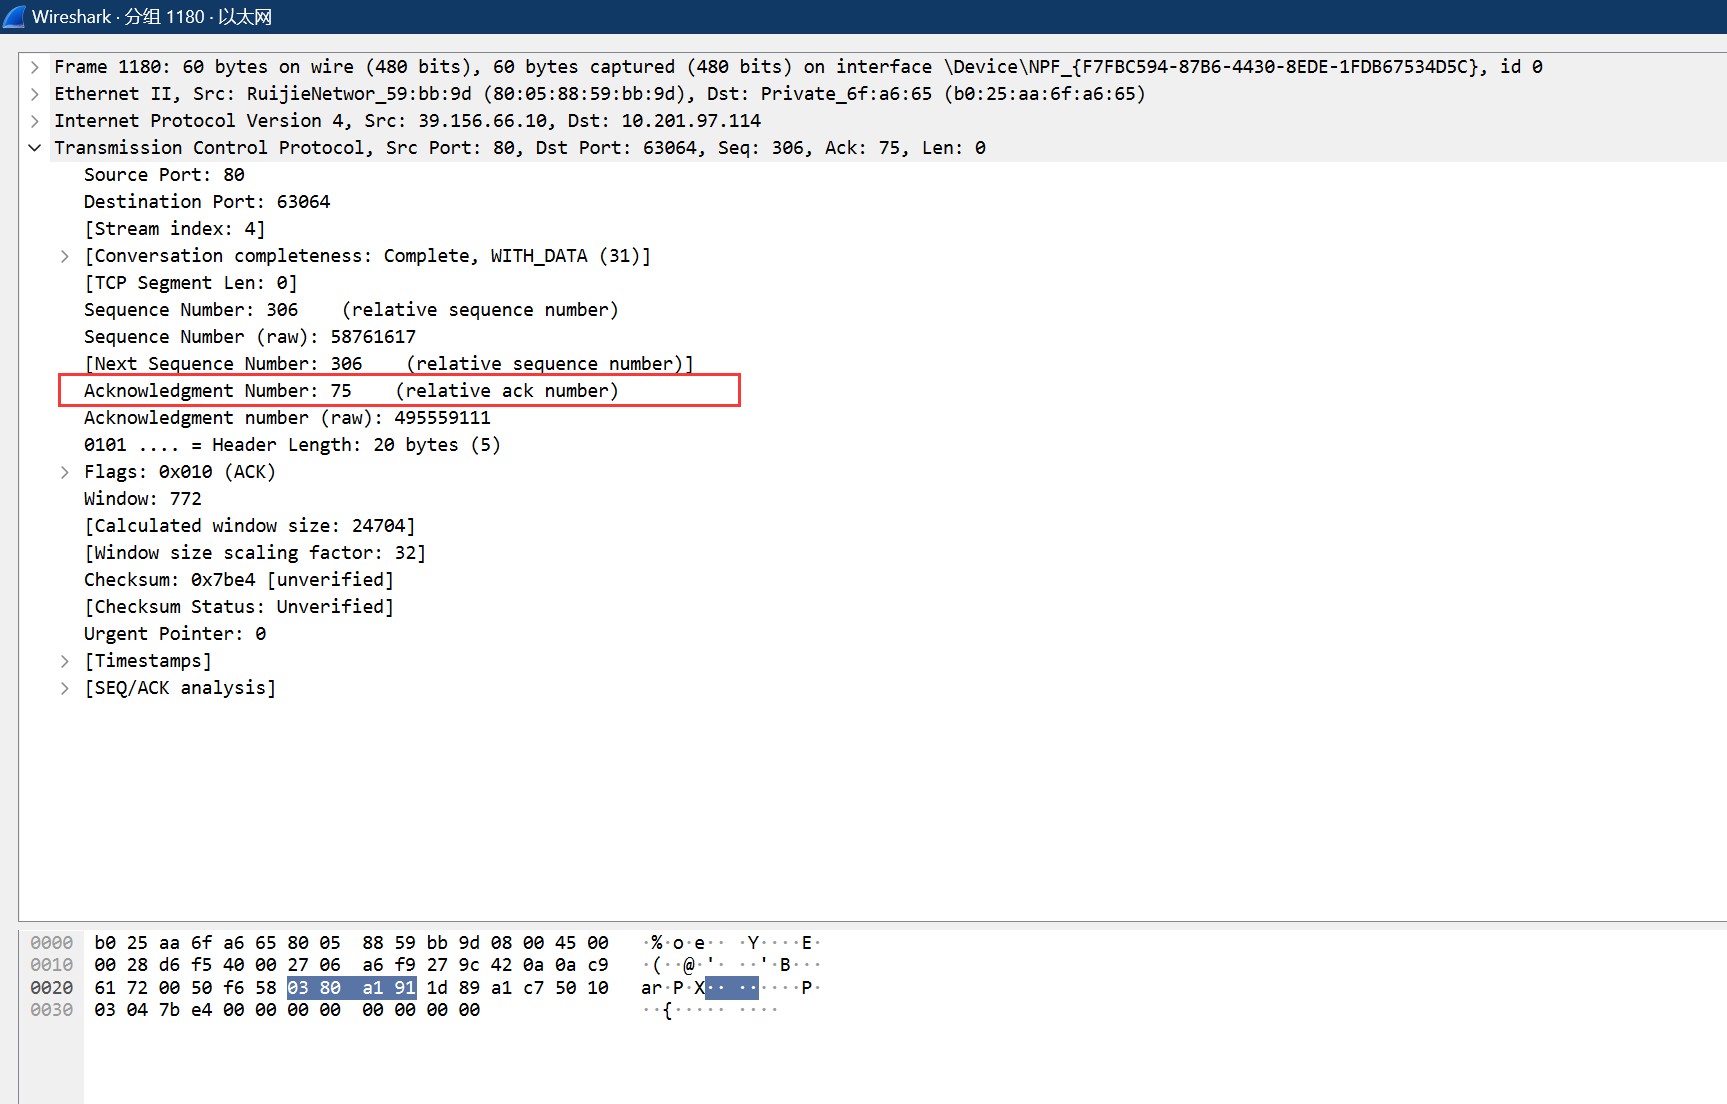 Wireshark · 分组 1180 · 以太网
Frame 1180: 60 bytes on wire (480 bits), 60 bytes captured (480 bits) on interface \Device\NPF_{F7FBC594-87B6-4430-8EDE-1FDB67534D5C}, id 0
Ethernet II, Src: RuijieNetwor_59:bb:9d (80:05:88:59:bb:9d), Dst: Private_6f:a6:65 (b0:25:aa:6f:a6:65)
Internet Protocol Version 4, Src: 39.156.66.10, Dst: 10.201.97.114
Transmission Control Protocol, Src Port: 80, Dst Port: 63064, Seq: 306, Ack: 75, Len: 0
Source Port: 80
Destination Port: 63064
[Stream index: 4]
[Conversation completeness: Complete, WITH_DATA (31)]
[TCP Segment Len: 0]
Sequence Number: 306    (relative sequence number)
Sequence Number (raw): 58761617
[Next Sequence Number: 306    (relative sequence number)]
Acknowledgment Number: 75    (relative ack number)
Acknowledgment number (raw): 495559111
0101 .... = Header Length: 20 bytes (5)
Flags: 0x010 (ACK)
Window: 772
[Calculated window size: 24704]
[Window size scaling factor: 32]
Checksum: 0x7be4 [unverified]
[Checksum Status: Unverified]
Urgent Pointer: 0
[Timestamps]
[SEQ/ACK analysis]
0000  b0 25 aa 6f a6 65 80 05  88 59 bb 9d 08 00 45 00   ·%·o·e·· ·Y····E·
0010  00 28 d6 f5 40 00 27 06  a6 f9 27 9c 42 0a 0a c9   ·(··@·'· ··'·B···
0020  61 72 00 50 f6 58 03 80  a1 91 1d 89 a1 c7 50 10   ar·P·X·· ······P·
0030  03 04 7b e4 00 00 00 00  00 00 00 00   ··{····· ····